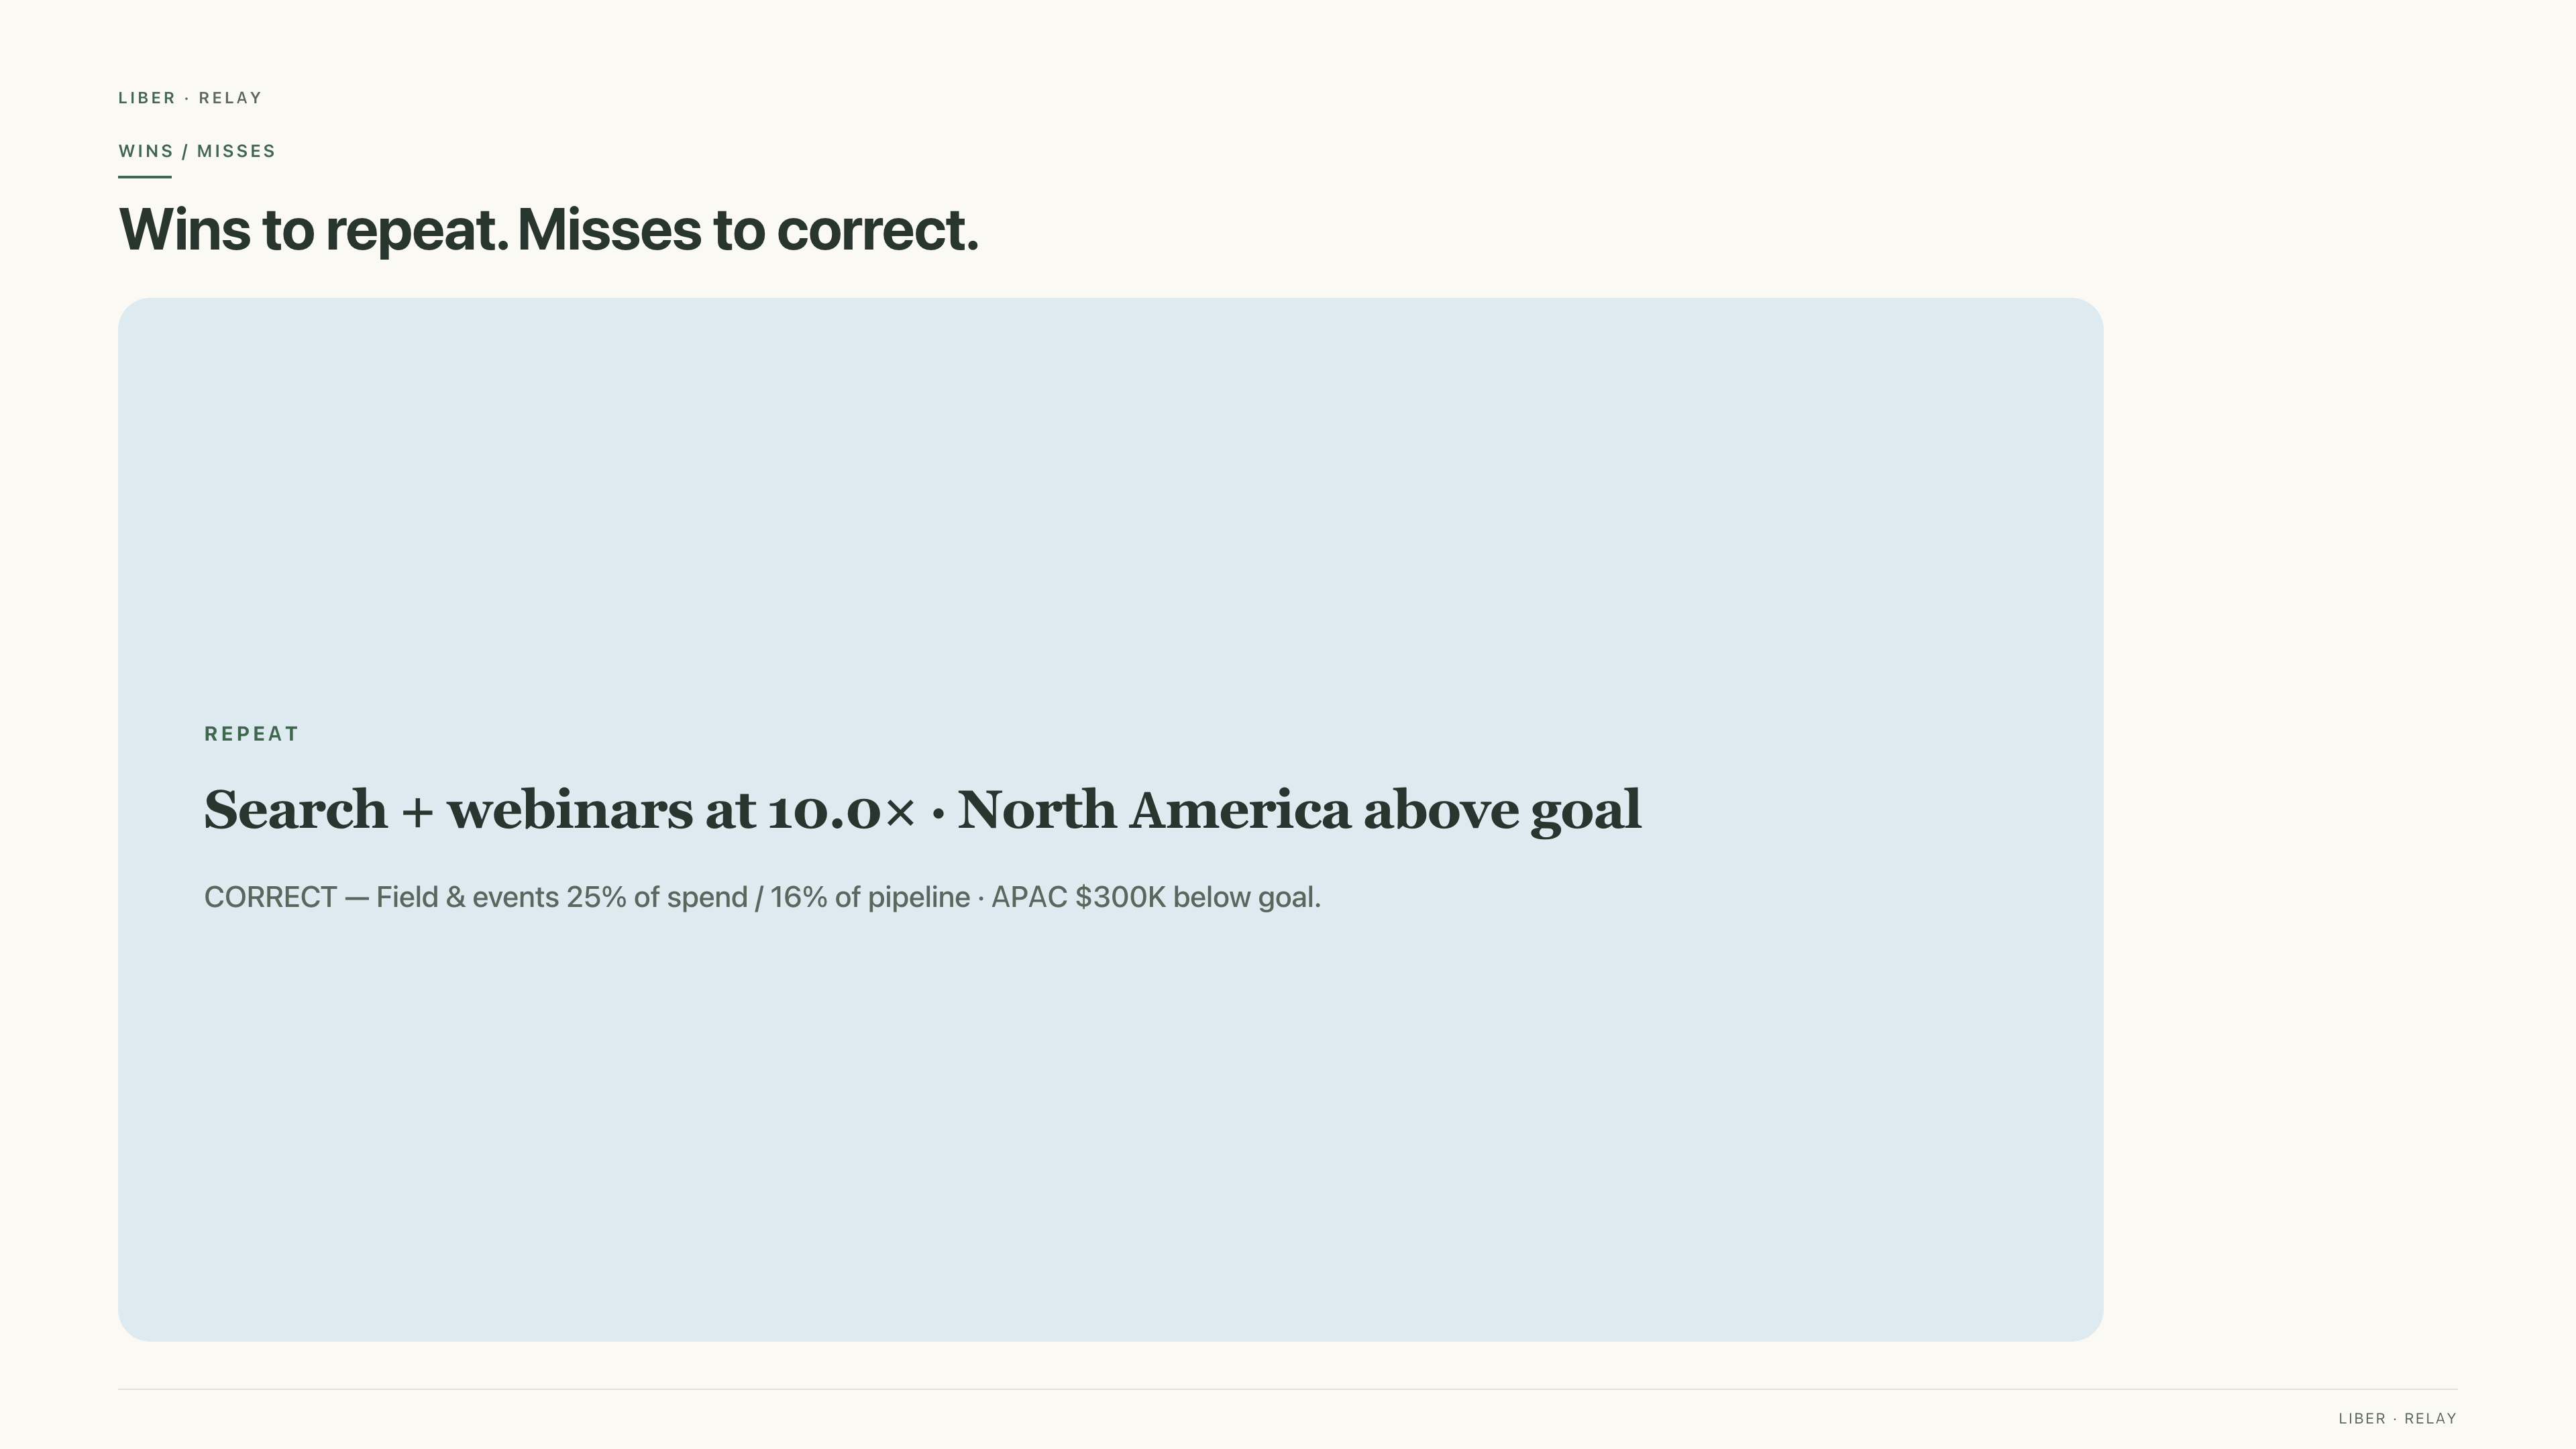 LIBER · RELAY
WINS / MISSES
Wins to repeat. Misses to correct.
REPEAT
Search + webinars at 10.0× · North America above goal
CORRECT — Field & events 25% of spend / 16% of pipeline · APAC $300K below goal.
LIBER · RELAY